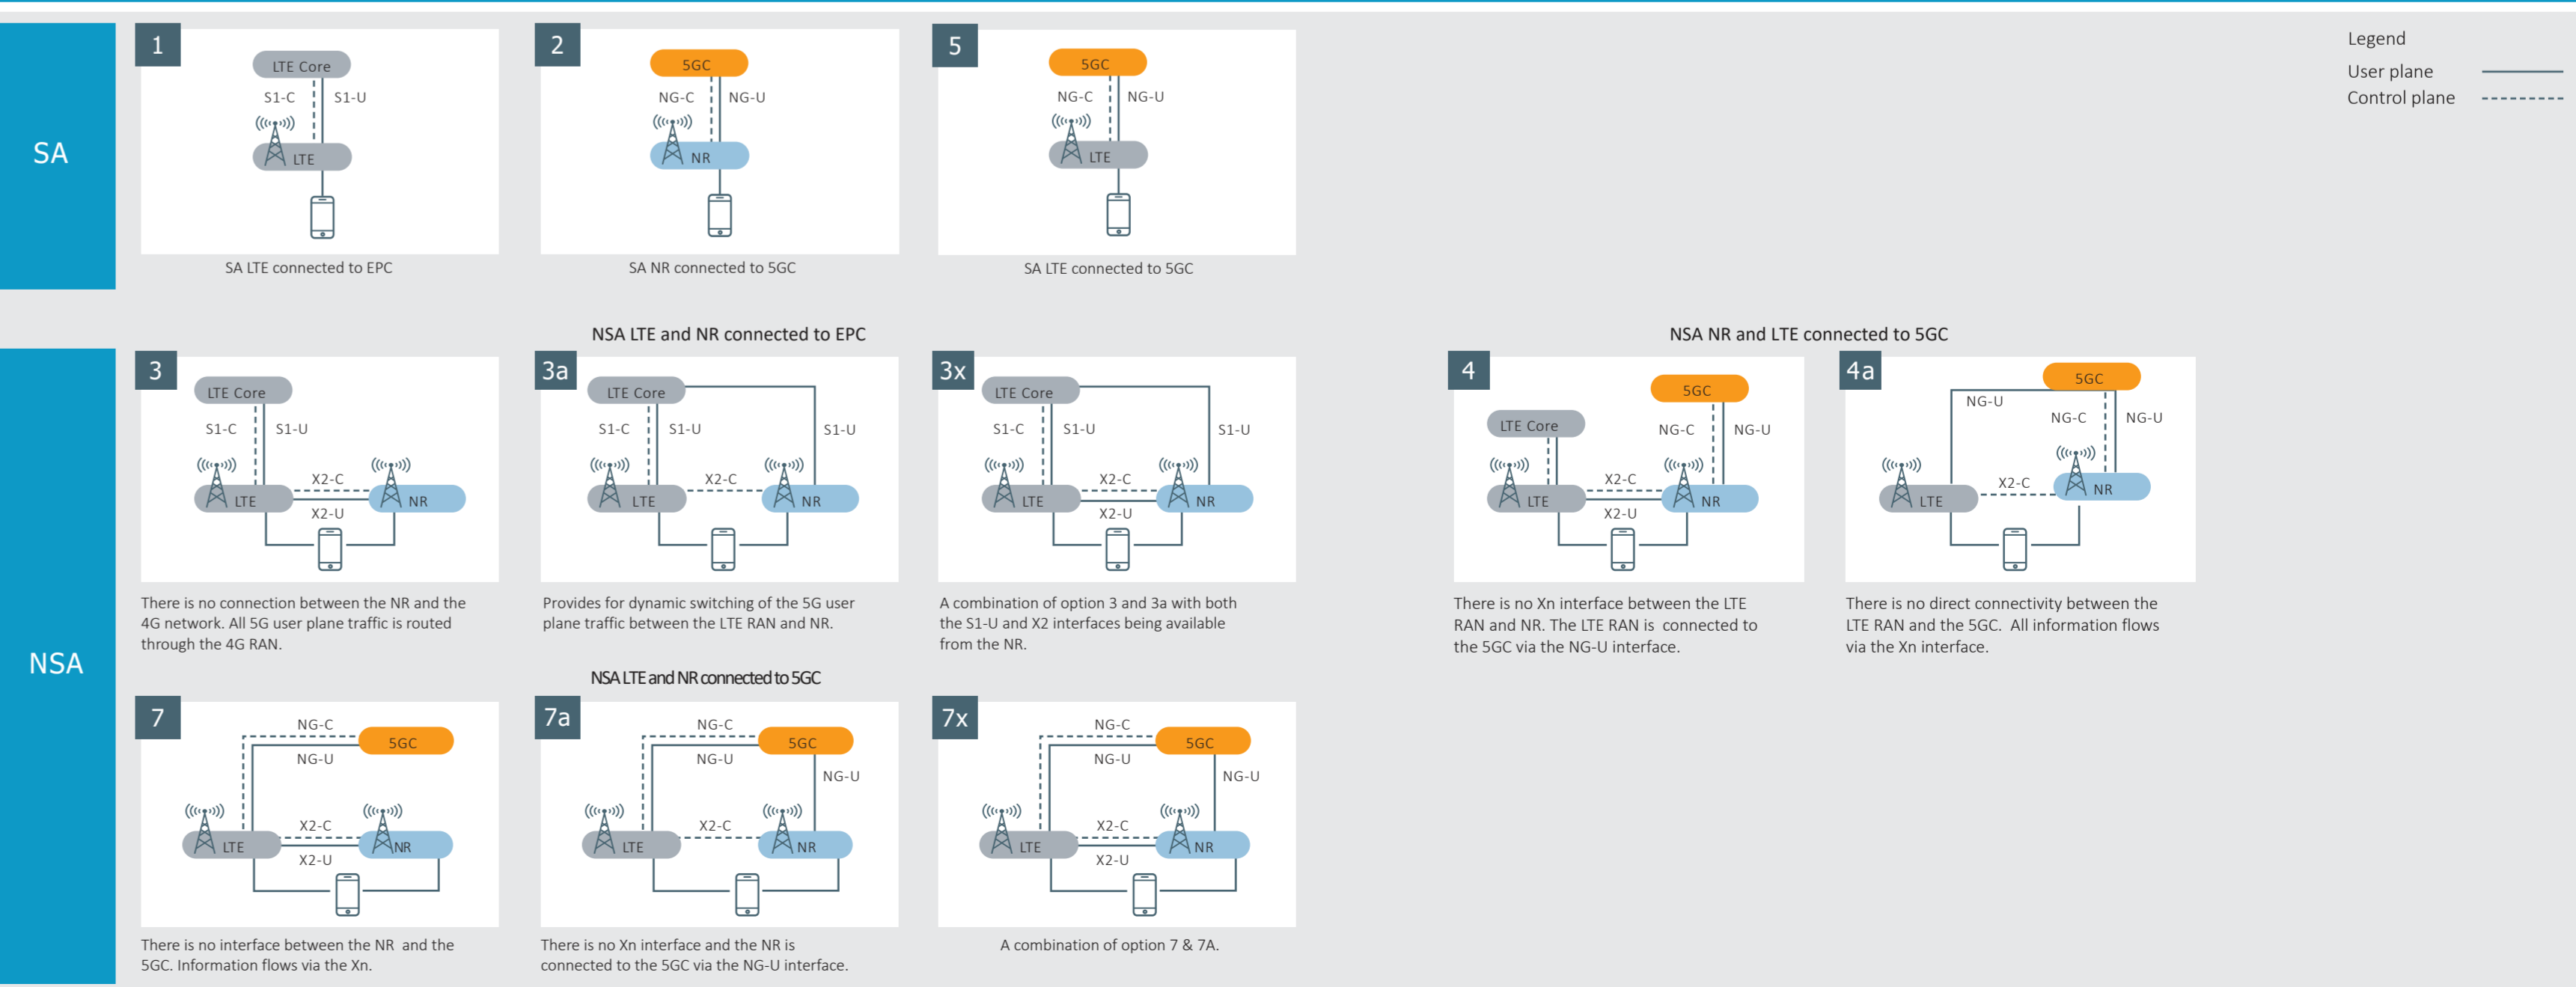 Legend
User plane
Control plane
SA
1
LTE Core
S1-C
S1-U
LTE
SA LTE connected to EPC
2
5GC
NG-C
NG-U
NR
SA NR connected to 5GC
5
5GC
NG-C
NG-U
LTE
SA LTE connected to 5GC
NSA
NSA LTE and NR connected to EPC
3
LTE Core
S1-C
S1-U
X2-C
LTE
NR
X2-U
There is no connection between the NR and the
4G network. All 5G user plane traffic is routed
through the 4G RAN.
3a
LTE Core
S1-C
S1-U
S1-U
X2-C
LTE
NR
Provides for dynamic switching of the 5G user
plane traffic between the LTE RAN and NR.
3x
LTE Core
S1-C
S1-U
S1-U
X2-C
LTE
NR
X2-U
A combination of option 3 and 3a with both
the S1-U and X2 interfaces being available
from the NR.
NSA NR and LTE connected to 5GC
4
5GC
LTE Core
NG-C
NG-U
X2-C
LTE
NR
X2-U
There is no Xn interface between the LTE
RAN and NR. The LTE RAN is connected to
the 5GC via the NG-U interface.
4a
5GC
NG-U
NG-C
NG-U
X2-C
LTE
NR
There is no direct connectivity between the
LTE RAN and the 5GC. All information flows
via the Xn interface.
NSA LTE and NR connected to 5GC
7
NG-C
5GC
NG-U
X2-C
LTE
NR
X2-U
There is no interface between the NR and the
5GC. Information flows via the Xn.
7a
NG-C
5GC
NG-U
NG-U
X2-C
LTE
NR
There is no Xn interface and the NR is
connected to the 5GC via the NG-U interface.
7x
NG-C
5GC
NG-U
NG-U
X2-C
LTE
NR
X2-U
A combination of option 7 & 7A.